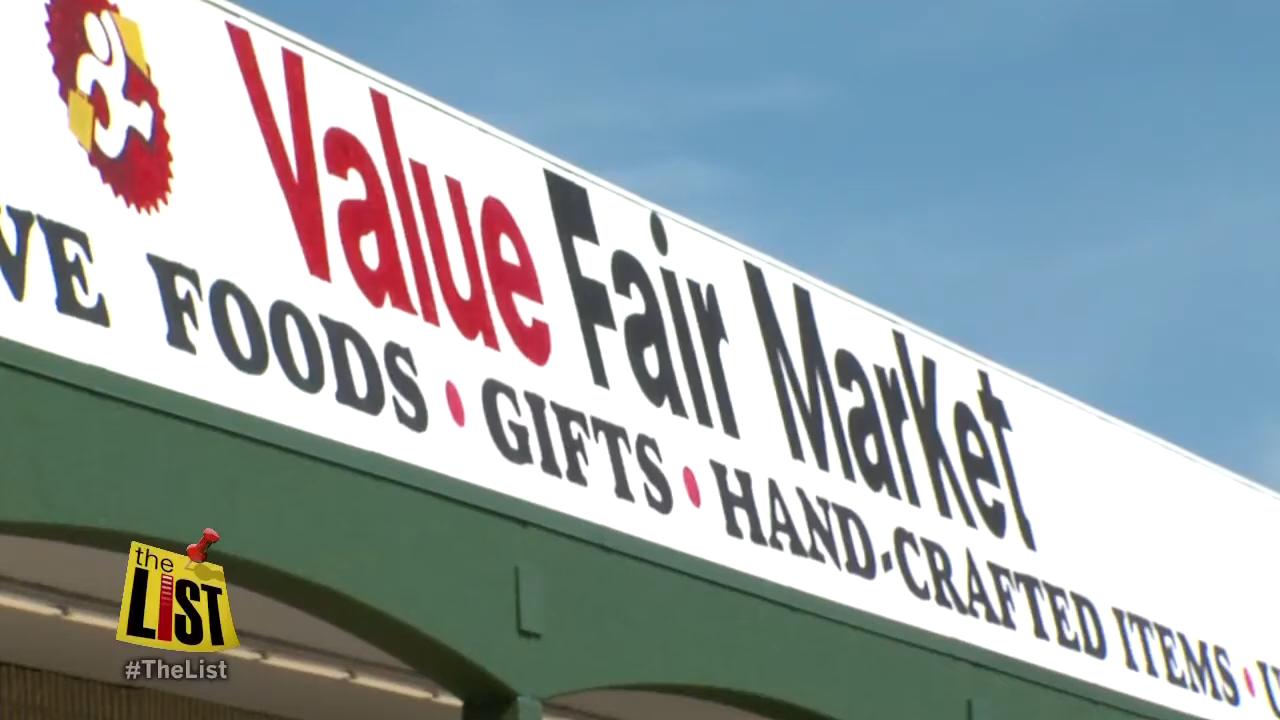 Value Fair Market
VE FOODS • GIFTS • HAND-CRAFTED ITEMS •
the
LIST
#TheList